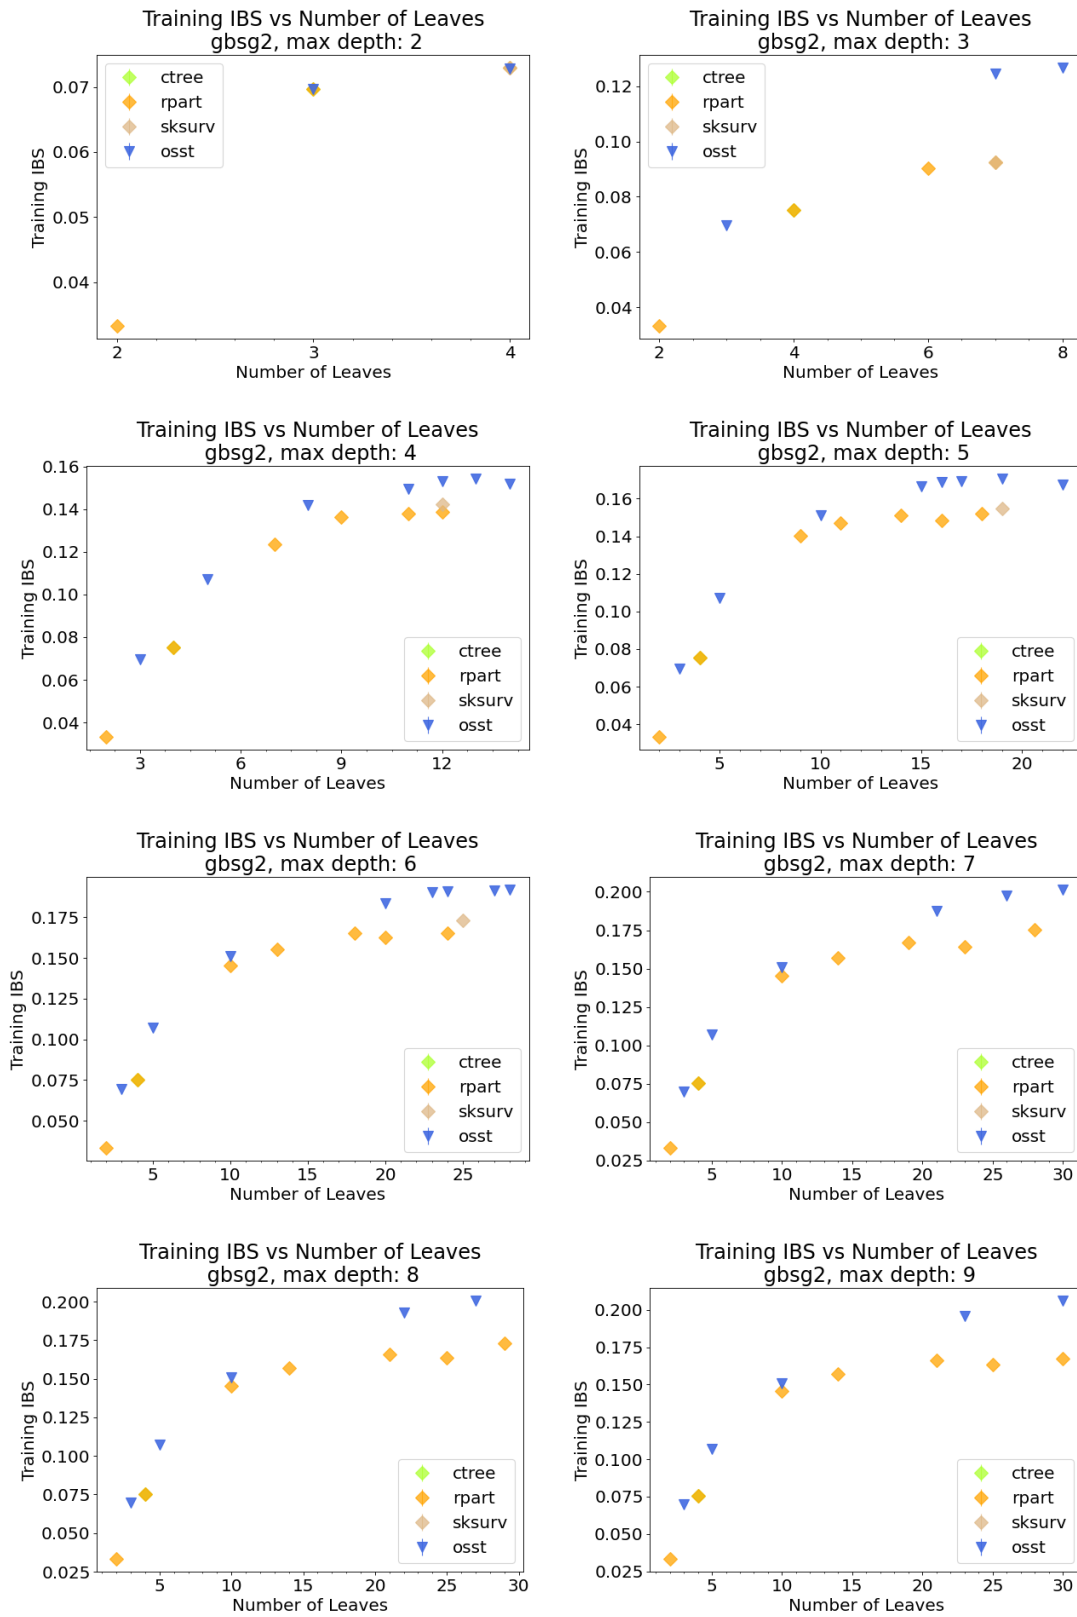 Training IBS vs Number of Leaves
gbsg2, max depth: 2
Training IBS
0.07
0.06
0.05
0.04
ctree
rpart
sksurv
osst
2
3
4
Number of Leaves
Training IBS vs Number of Leaves
gbsg2, max depth: 3
Training IBS
0.12
0.10
0.08
0.06
0.04
ctree
rpart
sksurv
osst
2
4
6
8
Number of Leaves
Training IBS vs Number of Leaves
gbsg2, max depth: 4
Training IBS
0.16
0.14
0.12
0.10
0.08
0.06
0.04
ctree
rpart
sksurv
osst
3
6
9
12
Number of Leaves
Training IBS vs Number of Leaves
gbsg2, max depth: 5
Training IBS
0.16
0.14
0.12
0.10
0.08
0.06
0.04
ctree
rpart
sksurv
osst
5
10
15
20
Number of Leaves
Training IBS vs Number of Leaves
gbsg2, max depth: 6
Training IBS
0.175
0.150
0.125
0.100
0.075
0.050
ctree
rpart
sksurv
osst
5
10
15
20
25
Number of Leaves
Training IBS vs Number of Leaves
gbsg2, max depth: 7
Training IBS
0.200
0.175
0.150
0.125
0.100
0.075
0.050
0.025
ctree
rpart
sksurv
osst
5
10
15
20
25
30
Number of Leaves
Training IBS vs Number of Leaves
gbsg2, max depth: 8
Training IBS
0.200
0.175
0.150
0.125
0.100
0.075
0.050
0.025
ctree
rpart
sksurv
osst
5
10
15
20
25
30
Number of Leaves
Training IBS vs Number of Leaves
gbsg2, max depth: 9
Training IBS
0.200
0.175
0.150
0.125
0.100
0.075
0.050
0.025
ctree
rpart
sksurv
osst
5
10
15
20
25
30
Number of Leaves